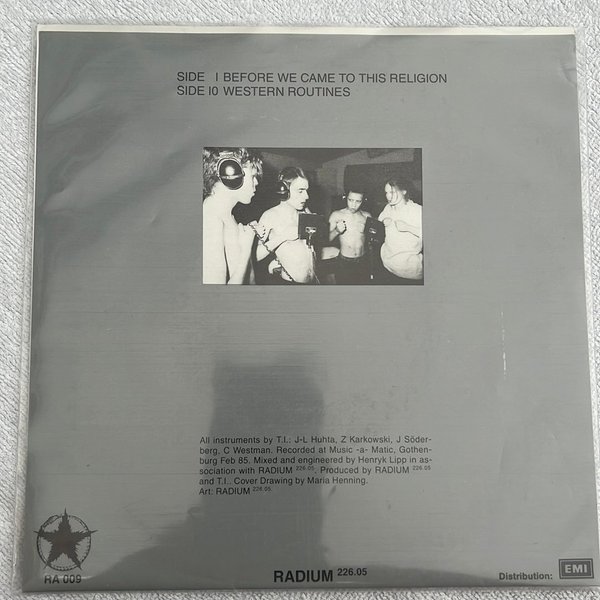 SIDE I BEFORE WE CAME TO THIS RELIGION
SIDE I0 WESTERN ROUTINES
All instruments by T.I.: J-L Huhta, Z Karkowski, J Söder-
berg, C Westman. Recorded at Music -a- Matic, Gothen-
burg Feb 85. Mixed and engineered by Henryk Lipp in as-
sociation with RADIUM 226.05. Produced by RADIUM 226.05
and T.I.. Cover Drawing by Maria Henning.
Art: RADIUM 226.05.
RA 009
RADIUM 226.05
Distribution: EMI